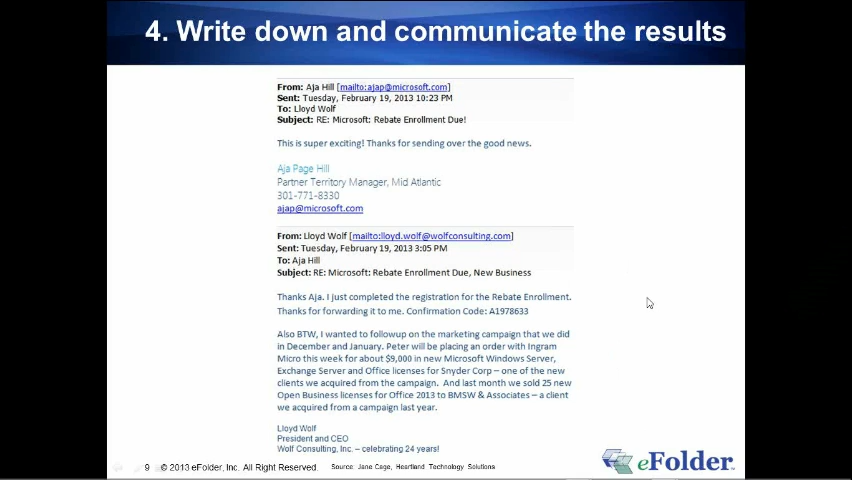 4. Write down and communicate the results
From: Aja Hill [mailto:ajap@microsoft.com]
Sent: Tuesday, February 19, 2013 10:23 PM
To: Lloyd Wolf
Subject: RE: Microsoft: Rebate Enrollment Due!
This is super exciting! Thanks for sending over the good news.
Aja Page Hill
Partner Territory Manager, Mid Atlantic
301-771-8330
ajap@microsoft.com
From: Lloyd Wolf [mailto:lloyd.wolf@wolfconsulting.com]
Sent: Tuesday, February 19, 2013 3:05 PM
To: Aja Hill
Subject: RE: Microsoft: Rebate Enrollment Due, New Business
Thanks Aja. I just completed the registration for the Rebate Enrollment.
Thanks for forwarding it to me. Confirmation Code: A1978633
Also BTW, I wanted to followup on the marketing campaign that we did
in December and January. Peter will be placing an order with Ingram
Micro this week for about $9,000 in new Microsoft Windows Server,
Exchange Server and Office licenses for Snyder Corp – one of the new
clients we acquired from the campaign. And last month we sold 25 new
Open Business licenses for Office 2013 to BMSW & Associates – a client
we acquired from a campaign last year.
Lloyd Wolf
President and CEO
Wolf Consulting, Inc. – celebrating 24 years!
9 © 2013 eFolder, Inc. All Right Reserved. Source: Jane Cage, Heartland Technology Solutions
eFolder